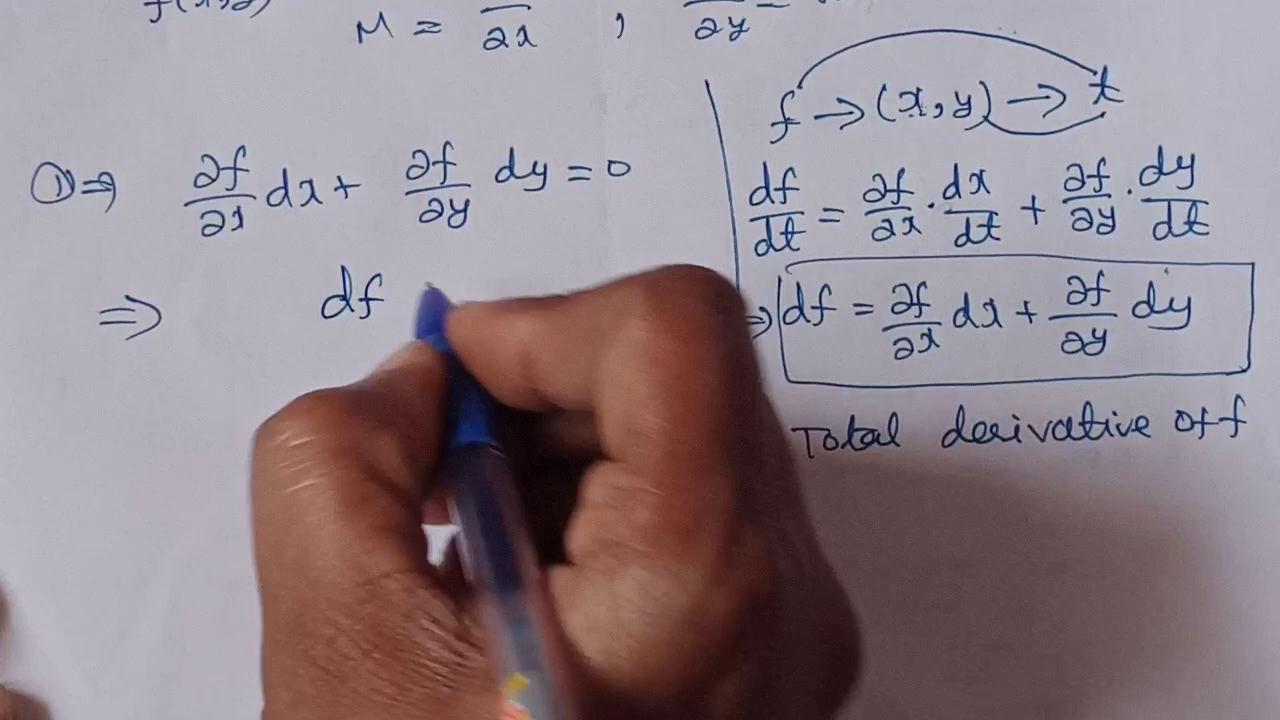 M = ∂x , ∂y =
① ⇒ ∂f/∂x dx + ∂f/∂y dy = 0
⇒ df
f → (x,y) → t
df/dt = ∂f/∂x . dx/dt + ∂f/∂y . dy/dt
⇒ df = ∂f/∂x dx + ∂f/∂y dy
Total derivative of f